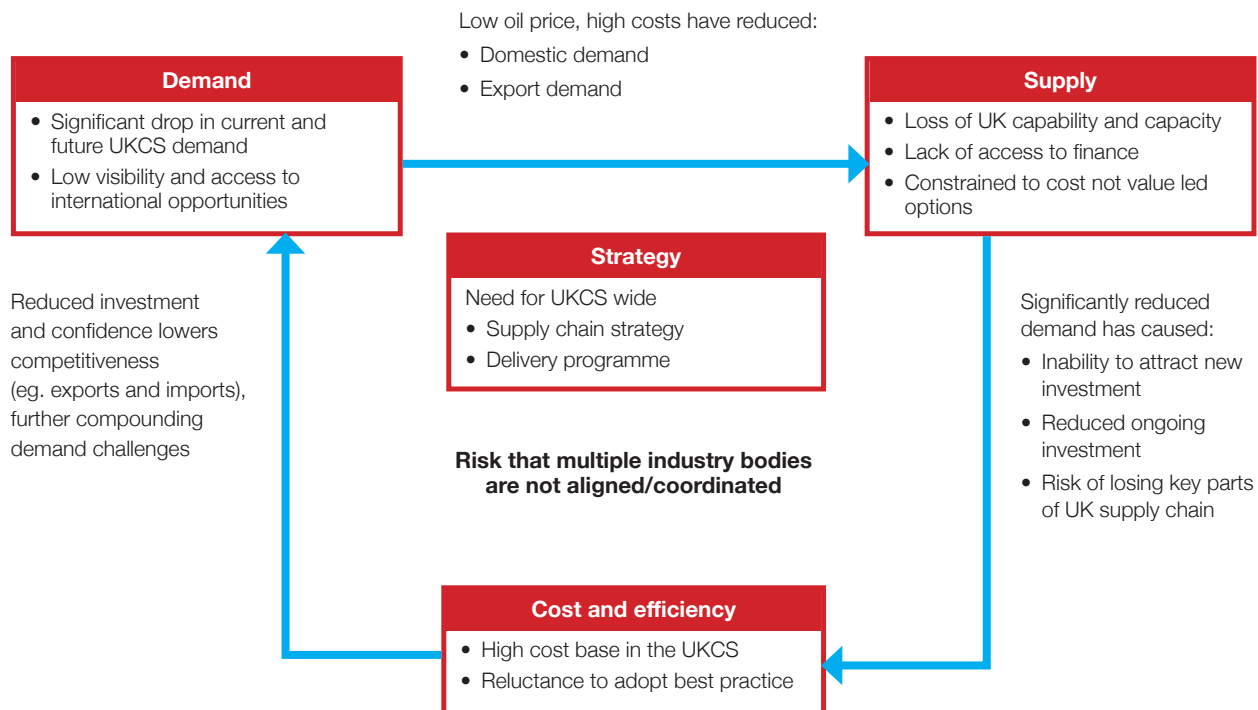 Low oil price, high costs have reduced:
• Domestic demand
• Export demand
Demand
• Significant drop in current and
future UKCS demand
• Low visibility and access to
international opportunities
Supply
• Loss of UK capability and capacity
• Lack of access to finance
• Constrained to cost not value led
options
Strategy
Need for UKCS wide
• Supply chain strategy
• Delivery programme
Reduced investment
and confidence lowers
competitiveness
(eg. exports and imports),
further compounding
demand challenges
Significantly reduced
demand has caused:
• Inability to attract new
investment
• Reduced ongoing
investment
• Risk of losing key parts
of UK supply chain
Risk that multiple industry bodies
are not aligned/coordinated
Cost and efficiency
• High cost base in the UKCS
• Reluctance to adopt best practice